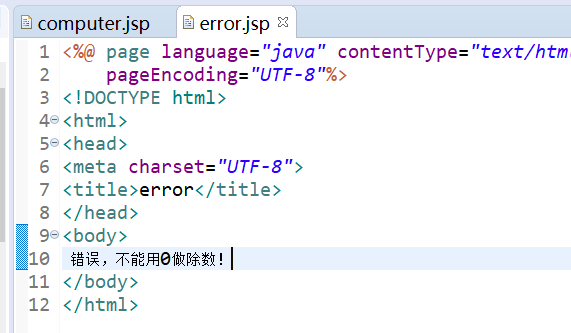 computer.jsp error.jsp
1 <%@ page language="java" contentType="text/htm
2 pageEncoding="UTF-8"%>
3 <!DOCTYPE html>
4 <html>
5 <head>
6 <meta charset="UTF-8">
7 <title>error</title>
8 </head>
9 <body>
10 错误，不能用0做除数！
11 </body>
12 </html>